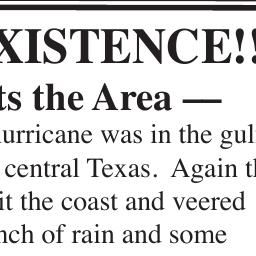 XISTENCE!!
ts the Area —
urricane was in the gul
central Texas. Again t
it the coast and veered
nch of rain and some